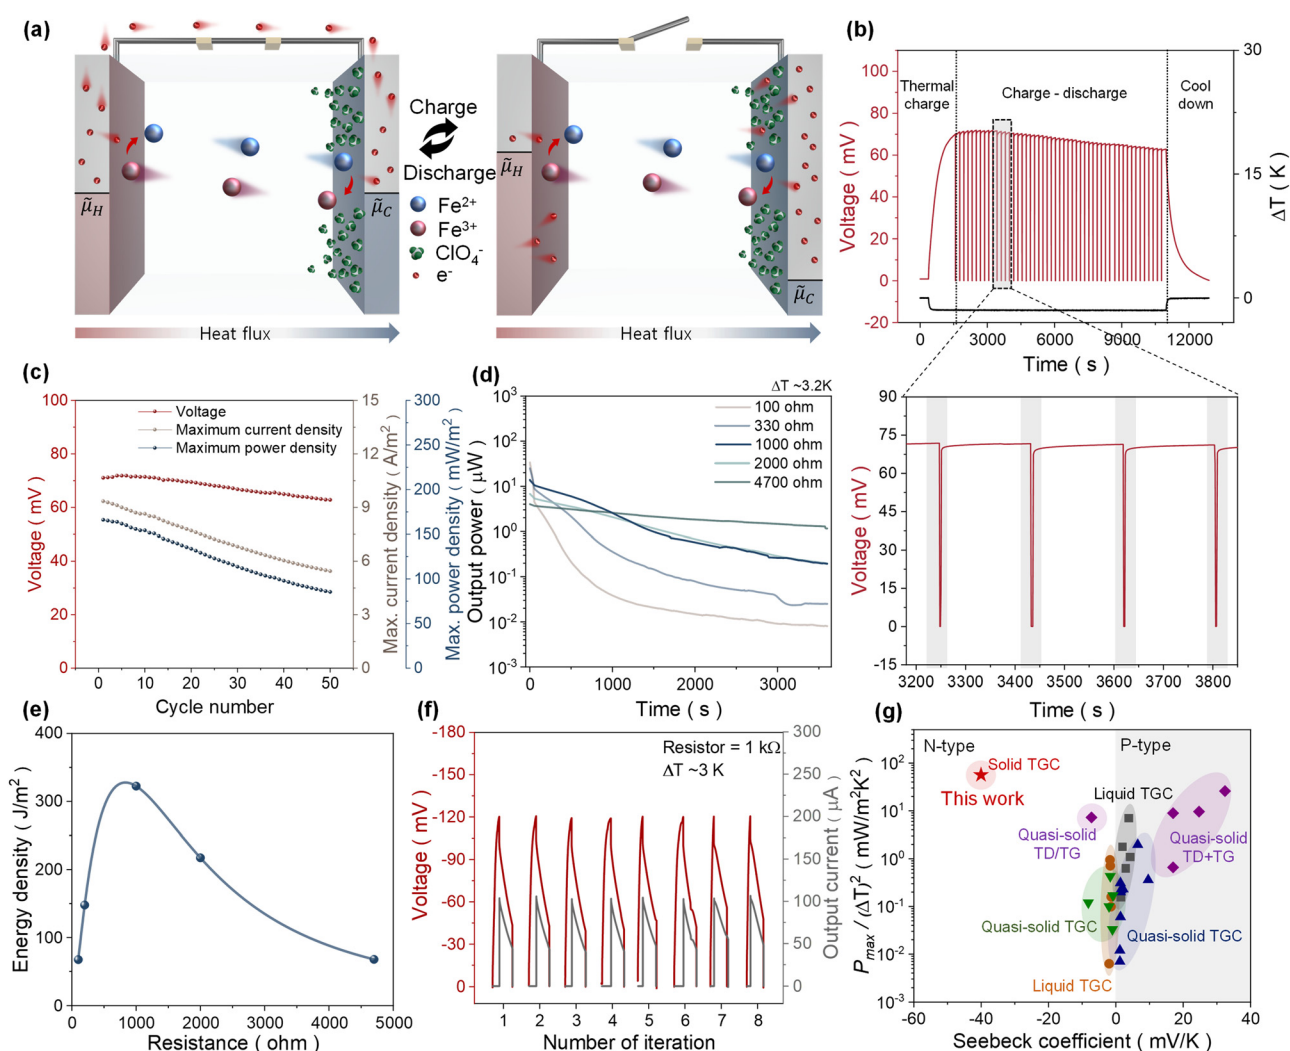 (a)
μ̃H
μ̃C
Heat flux
Charge
Discharge
Fe²⁺
Fe³⁺
ClO₄⁻
e⁻
μ̃H
μ̃C
Heat flux
(b)
Voltage ( mV )
100
80
60
40
20
0
-20
Thermal
charge
Charge - discharge
Cool
down
30
15
0
ΔT ( K )
0 3000 6000 9000 12000
Time ( s )
Voltage ( mV )
90
75
60
45
30
15
0
-15
3200 3300 3400 3500 3600 3700 3800
Time ( s )
(c)
Voltage ( mV )
100
80
60
40
20
0
Voltage
Maximum current density
Maximum power density
15
12
9
6
3
0
Max. current density ( A/m² )
300
250
200
150
100
50
0
Max. power density ( mW/m² )
0 10 20 30 40 50
Cycle number
(d)
ΔT ~3.2K
Output power ( μW )
10³
10²
10¹
10⁰
10⁻¹
10⁻²
10⁻³
100 ohm
330 ohm
1000 ohm
2000 ohm
4700 ohm
0 1000 2000 3000
Time ( s )
(e)
Energy density ( J/m² )
400
300
200
100
0
0 1000 2000 3000 4000 5000
Resistance ( ohm )
(f)
Voltage ( mV )
-180
-150
-120
-90
-60
-30
0
Resistor = 1 kΩ
ΔT ~3 K
300
250
200
150
100
50
0
Output current ( μA )
1 2 3 4 5 6 7 8
Number of iteration
(g)
Pmax / (ΔT)² ( mW/m²K² )
10²
10¹
10⁰
10⁻¹
10⁻²
10⁻³
N-type
P-type
Solid TGC
This work
Liquid TGC
Quasi-solid
TD/TG
Quasi-solid
TD+TG
Quasi-solid TGC
Quasi-solid TGC
Liquid TGC
-60 -40 -20 0 20 40
Seebeck coefficient ( mV/K )